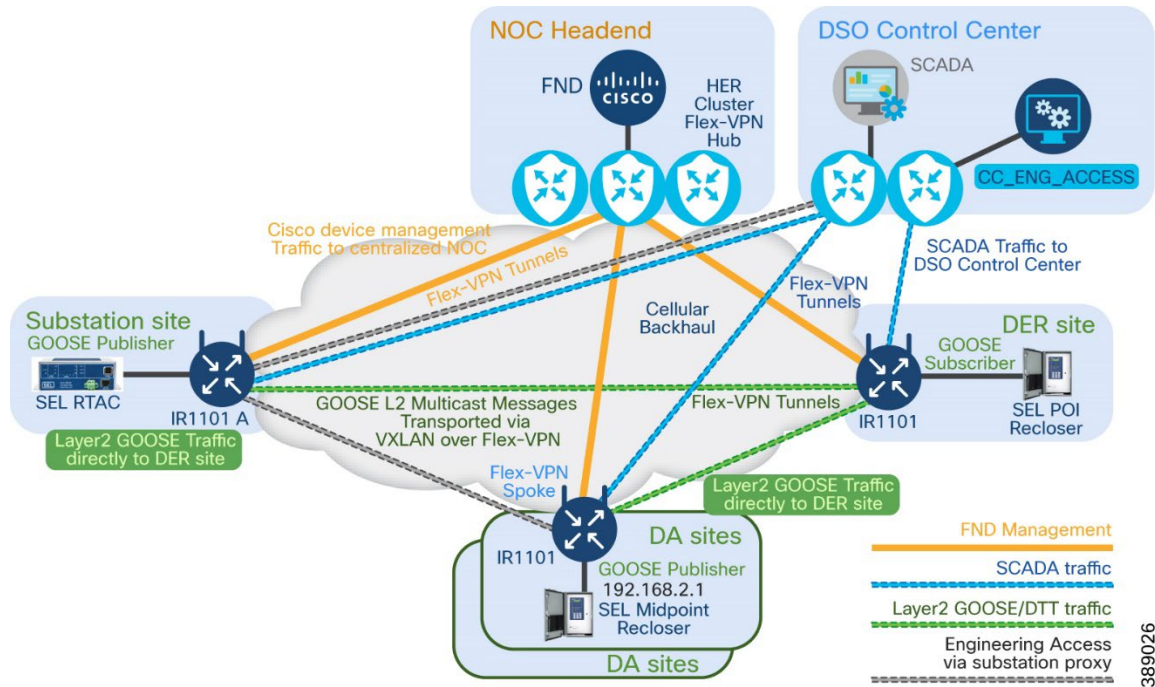 NOC Headend
FND
CISCO
HER
Cluster
Flex-VPN
Hub
DSO Control Center
SCADA
CC_ENG_ACCESS
Cisco device management
Traffic to centralized NOC
Flex-VPN Tunnels
SCADA Traffic to
DSO Control Center
Flex-VPN
Tunnels
Cellular
Backhaul
Substation site
GOOSE Publisher
SEL
SEL RTAC
IR1101 A
Layer2 GOOSE Traffic
directly to DER site
GOOSE L2 Multicast Messages
Transported via
VXLAN over Flex-VPN
Flex-VPN Tunnels
DER site
GOOSE
Subscriber
IR1101
SEL POI
Recloser
Flex-VPN
Spoke
Layer2 GOOSE Traffic
directly to DER site
IR1101
DA sites
GOOSE Publisher
192.168.2.1
SEL Midpoint
Recloser
DA sites
FND Management
SCADA traffic
Layer2 GOOSE/DTT traffic
Engineering Access
via substation proxy
389026